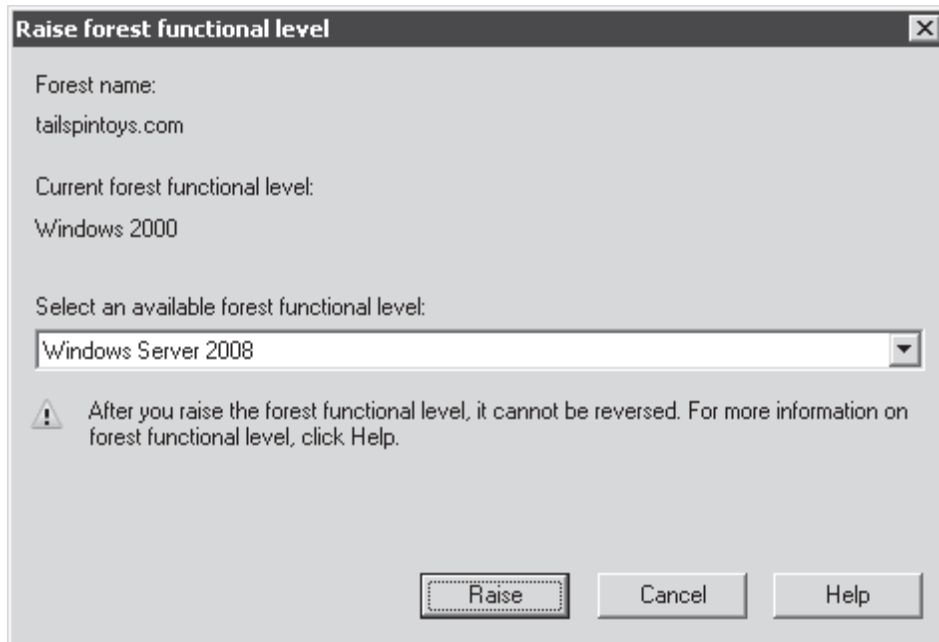 Raise forest functional level
Forest name:
tailspintoys.com
Current forest functional level:
Windows 2000
Select an available forest functional level:
Windows Server 2008
After you raise the forest functional level, it cannot be reversed. For more information on
forest functional level, click Help.
Raise Cancel Help